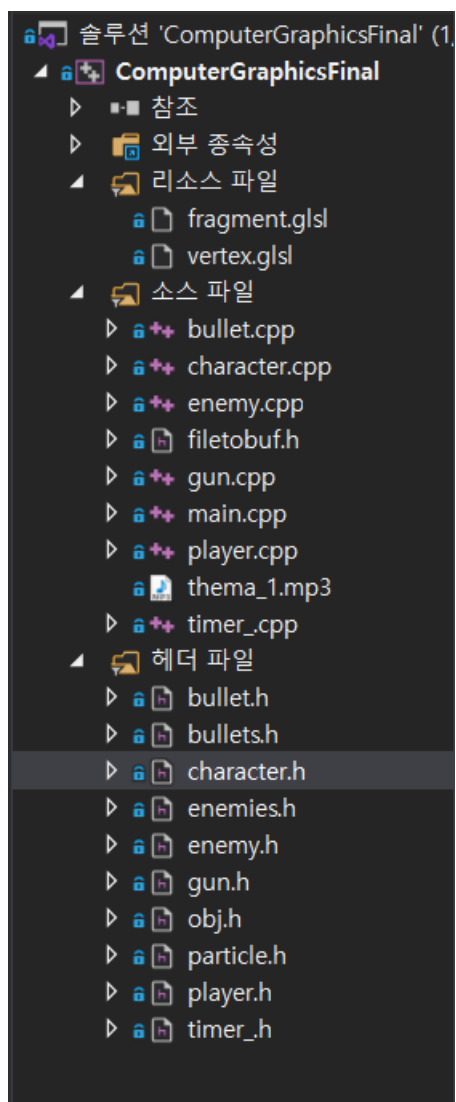 솔루션 'ComputerGraphicsFinal' (1
ComputerGraphicsFinal
참조
외부 종속성
리소스 파일
fragment.glsl
vertex.glsl
소스 파일
bullet.cpp
character.cpp
enemy.cpp
filetobuf.h
gun.cpp
main.cpp
player.cpp
thema_1.mp3
timer_.cpp
헤더 파일
bullet.h
bullets.h
character.h
enemies.h
enemy.h
gun.h
obj.h
particle.h
player.h
timer_.h